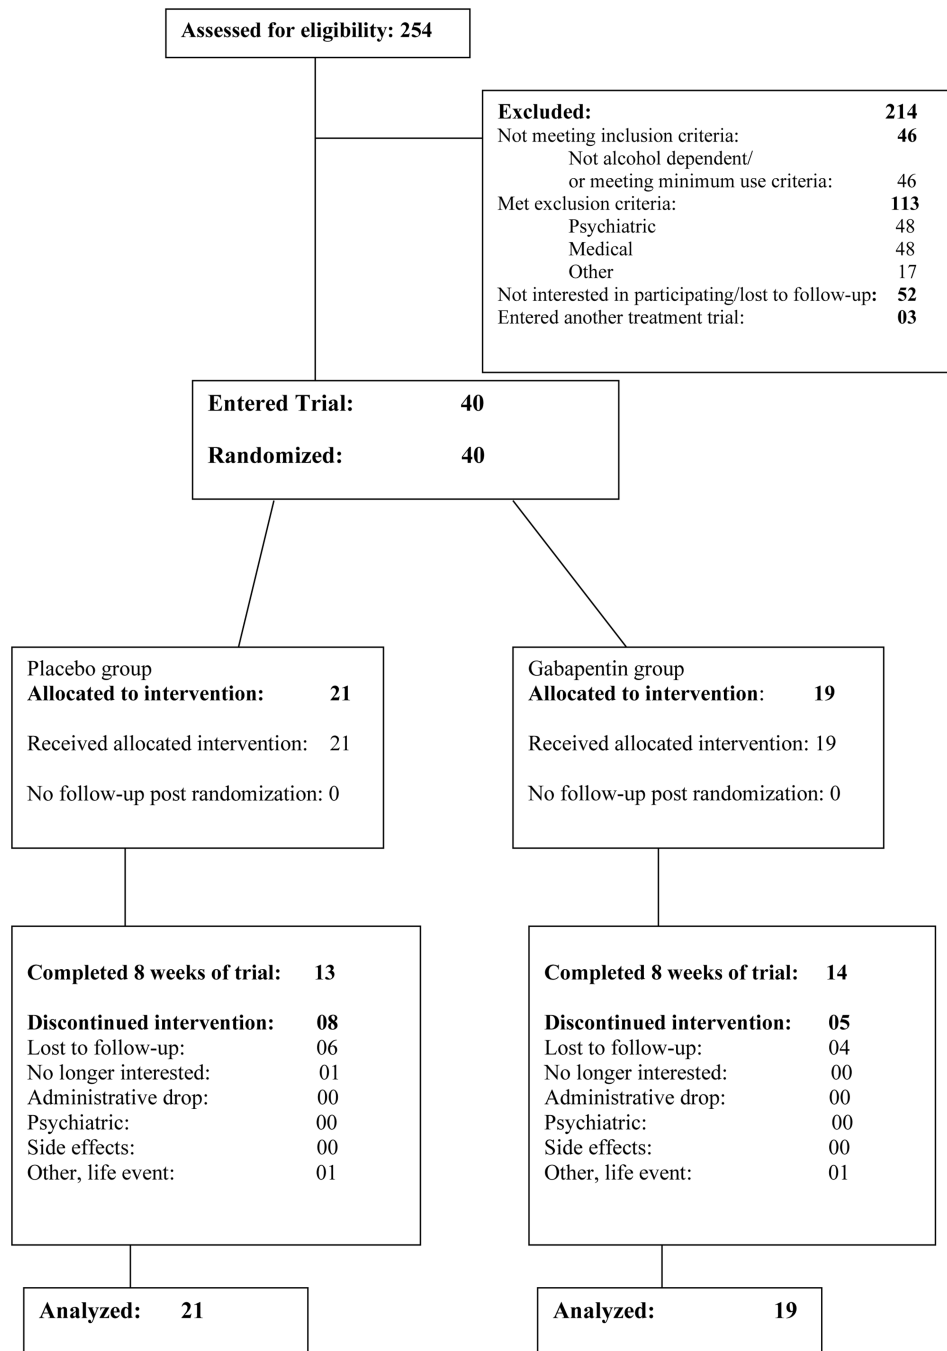 Assessed for eligibility: 254
Excluded: 214
Not meeting inclusion criteria: 46
Not alcohol dependent/
or meeting minimum use criteria: 46
Met exclusion criteria: 113
Psychiatric 48
Medical 48
Other 17
Not interested in participating/lost to follow-up: 52
Entered another treatment trial: 03
Entered Trial: 40
Randomized: 40
Placebo group
Allocated to intervention: 21
Received allocated intervention: 21
No follow-up post randomization: 0
Gabapentin group
Allocated to intervention: 19
Received allocated intervention: 19
No follow-up post randomization: 0
Completed 8 weeks of trial: 13
Discontinued intervention: 08
Lost to follow-up: 06
No longer interested: 01
Administrative drop: 00
Psychiatric: 00
Side effects: 00
Other, life event: 01
Completed 8 weeks of trial: 14
Discontinued intervention: 05
Lost to follow-up: 04
No longer interested: 00
Administrative drop: 00
Psychiatric: 00
Side effects: 00
Other, life event: 01
Analyzed: 21
Analyzed: 19